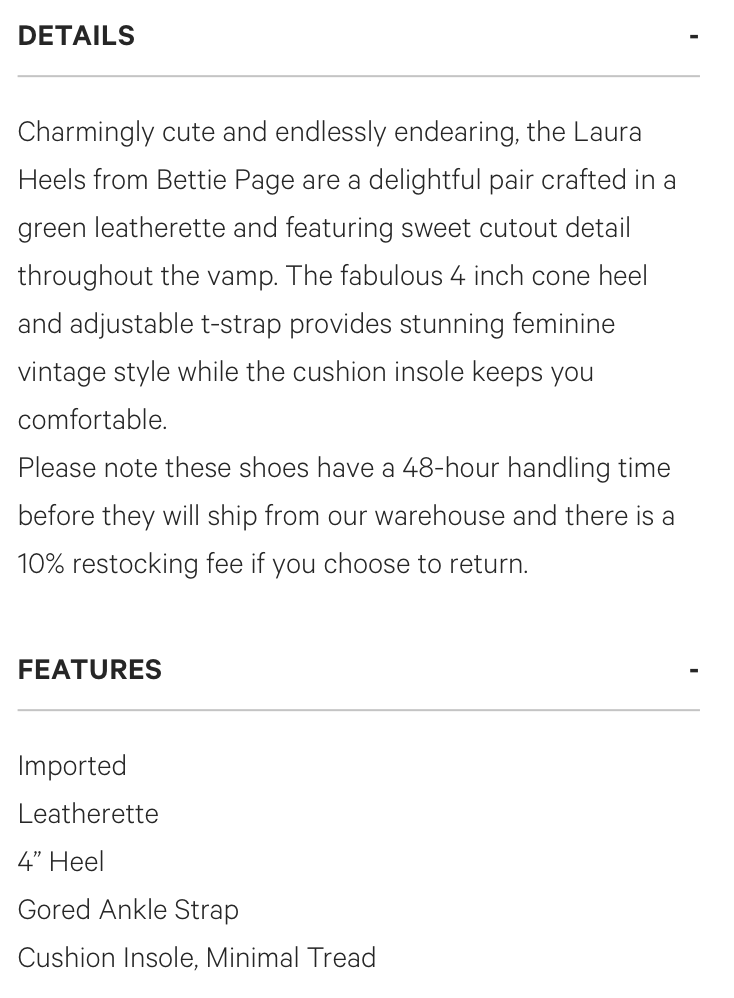 DETAILS -
Charmingly cute and endlessly endearing, the Laura
Heels from Bettie Page are a delightful pair crafted in a
green leatherette and featuring sweet cutout detail
throughout the vamp. The fabulous 4 inch cone heel
and adjustable t-strap provides stunning feminine
vintage style while the cushion insole keeps you
comfortable.
Please note these shoes have a 48-hour handling time
before they will ship from our warehouse and there is a
10% restocking fee if you choose to return.
FEATURES -
Imported
Leatherette
4” Heel
Gored Ankle Strap
Cushion Insole, Minimal Tread